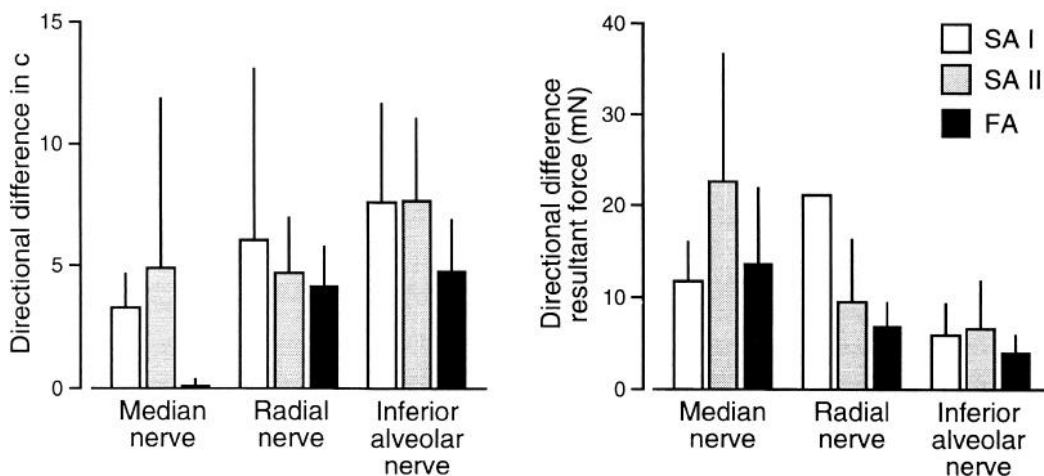 Directional difference in c
15
10
5
0
Median
nerve
Radial
nerve
Inferior
alveolar
nerve
Directional difference
resultant force (mN)
40
30
20
10
0
Median
nerve
Radial
nerve
Inferior
alveolar
nerve
SA I
SA II
FA